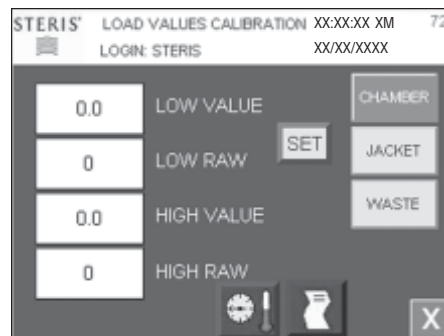 STERIS® LOAD VALUES CALIBRATION XX:XX:XX XM 72
LOGIN: STERIS XX/XX/XXXX
0.0 LOW VALUE CHAMBER
SET
0 LOW RAW JACKET
0.0 HIGH VALUE WASTE
0 HIGH RAW
X